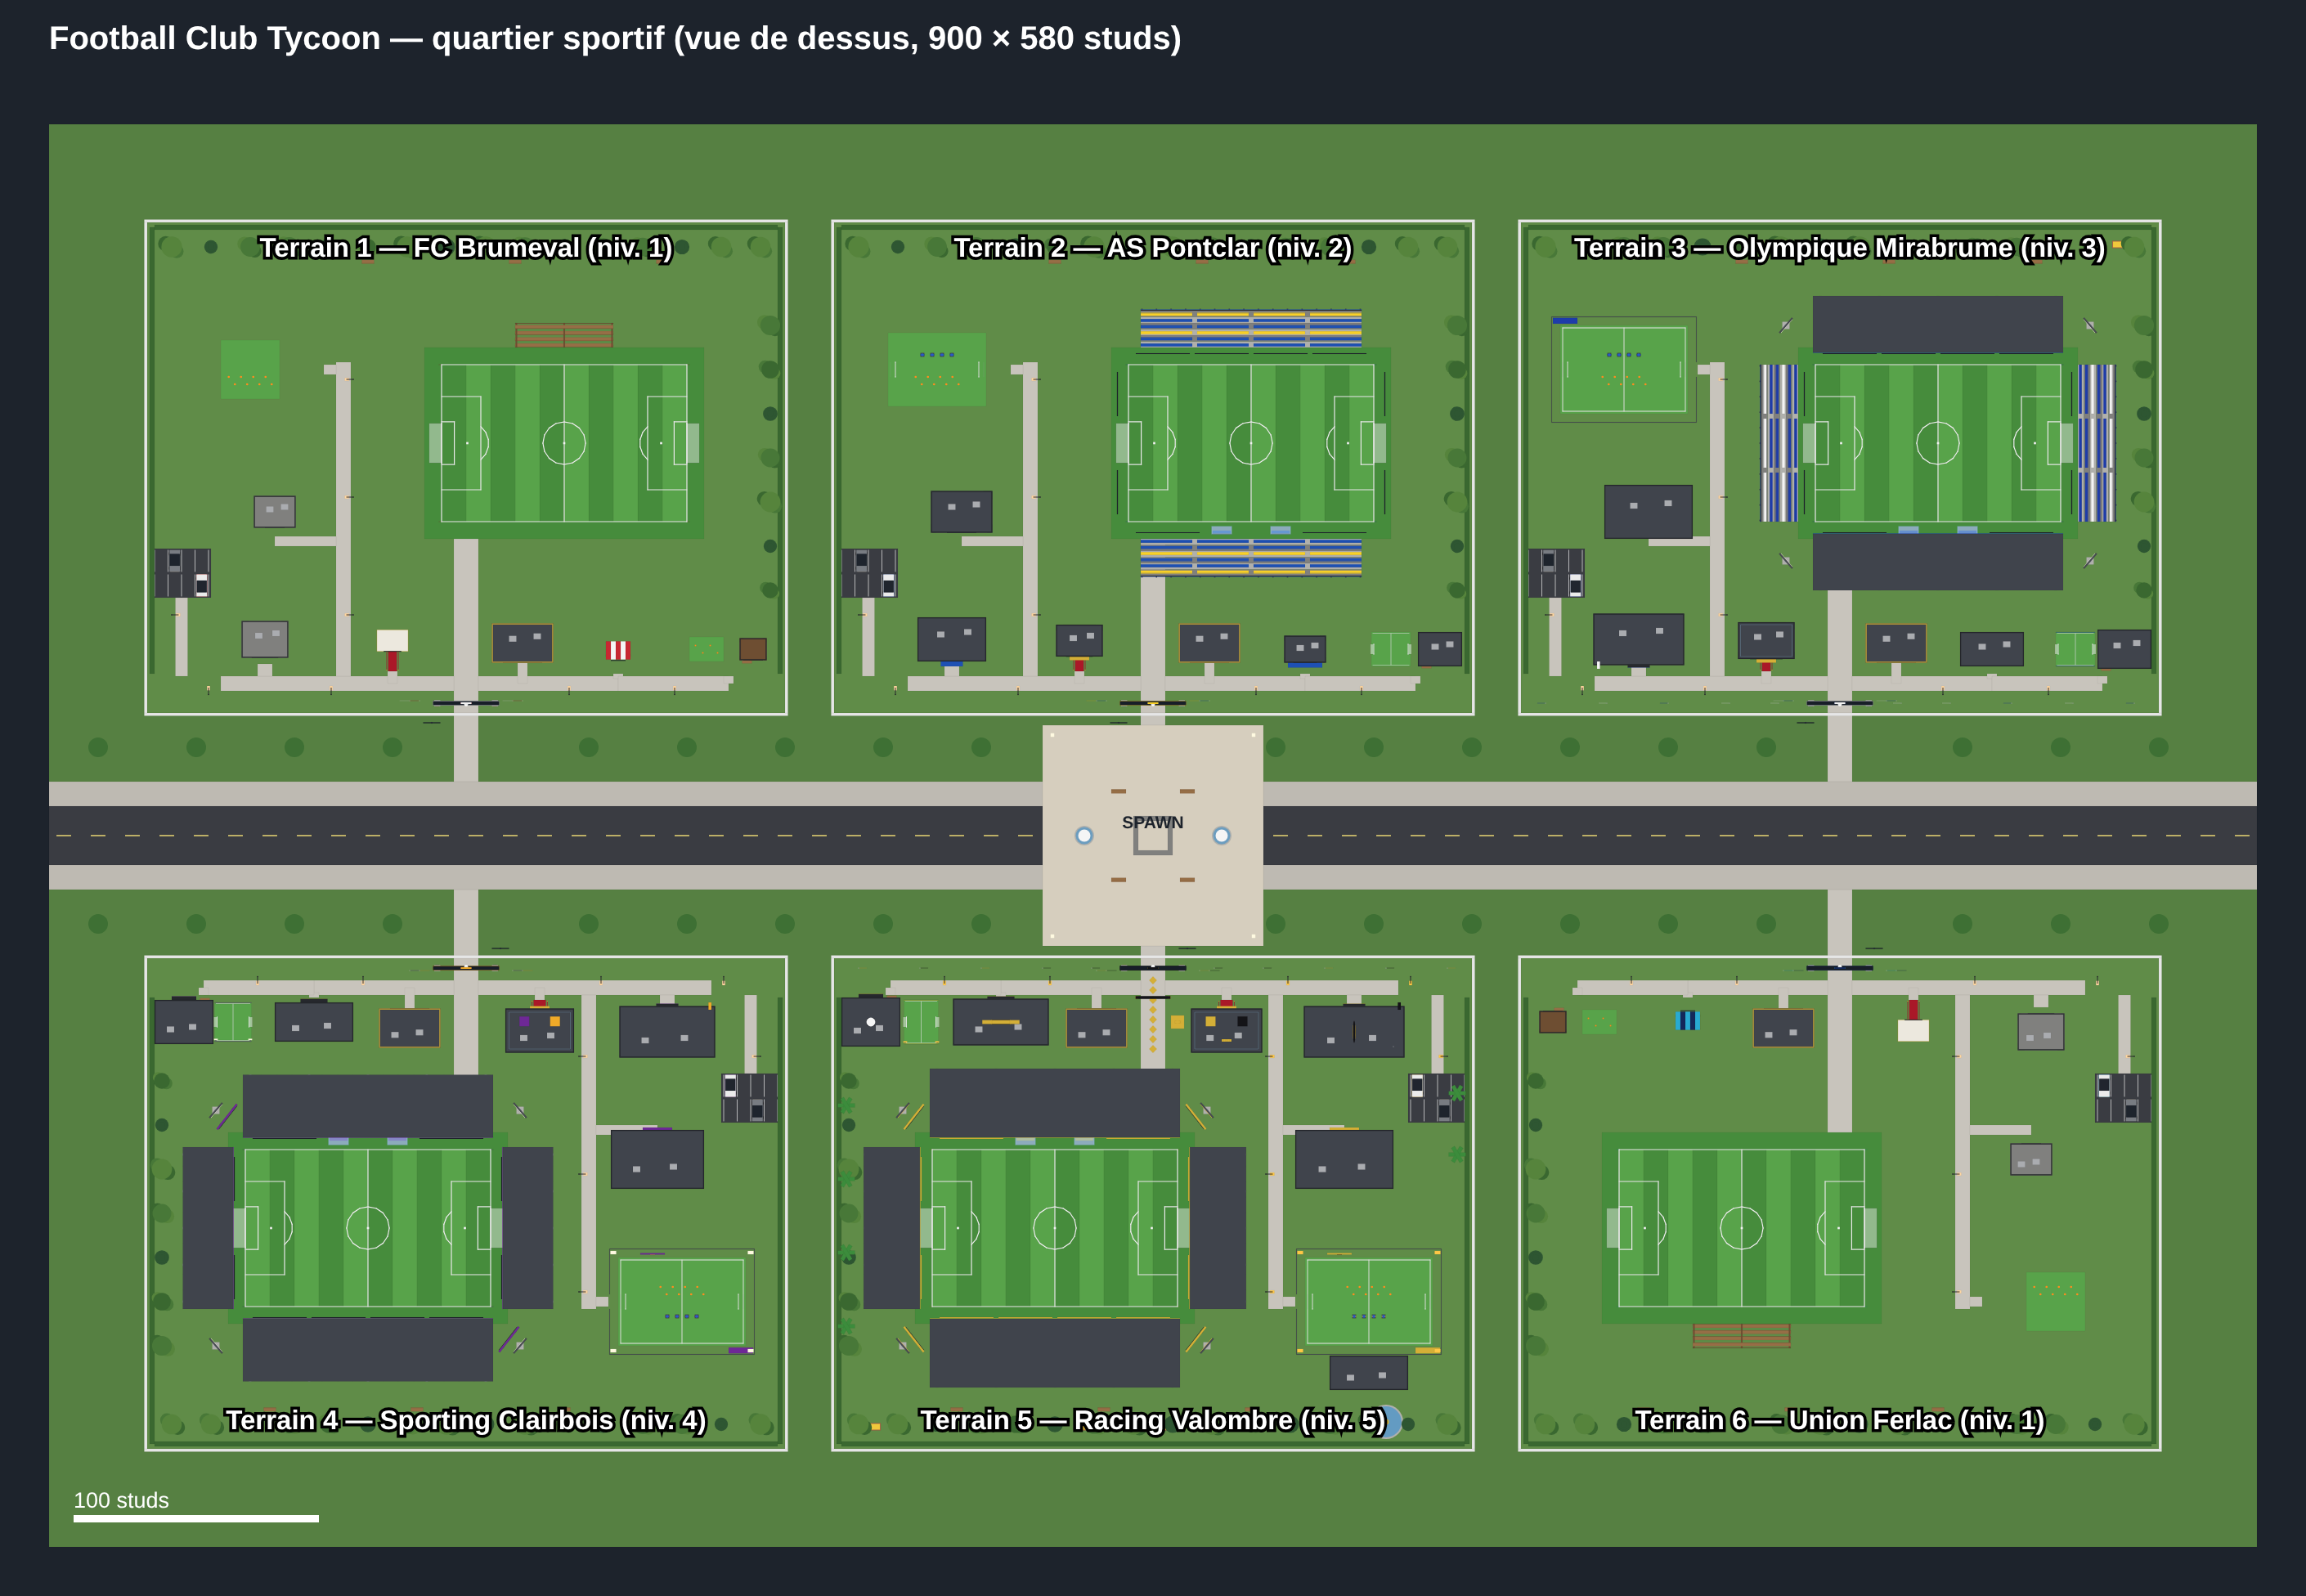 Football Club Tycoon — quartier sportif (vue de dessus, 900 × 580 studs)
Terrain 1 — FC Brumeval (niv. 1)
Terrain 2 — AS Pontclar (niv. 2)
Terrain 3 — Olympique Mirabrume (niv. 3)
SPAWN
Terrain 4 — Sporting Clairbois (niv. 4)
Terrain 5 — Racing Valombre (niv. 5)
Terrain 6 — Union Ferlac (niv. 1)
100 studs